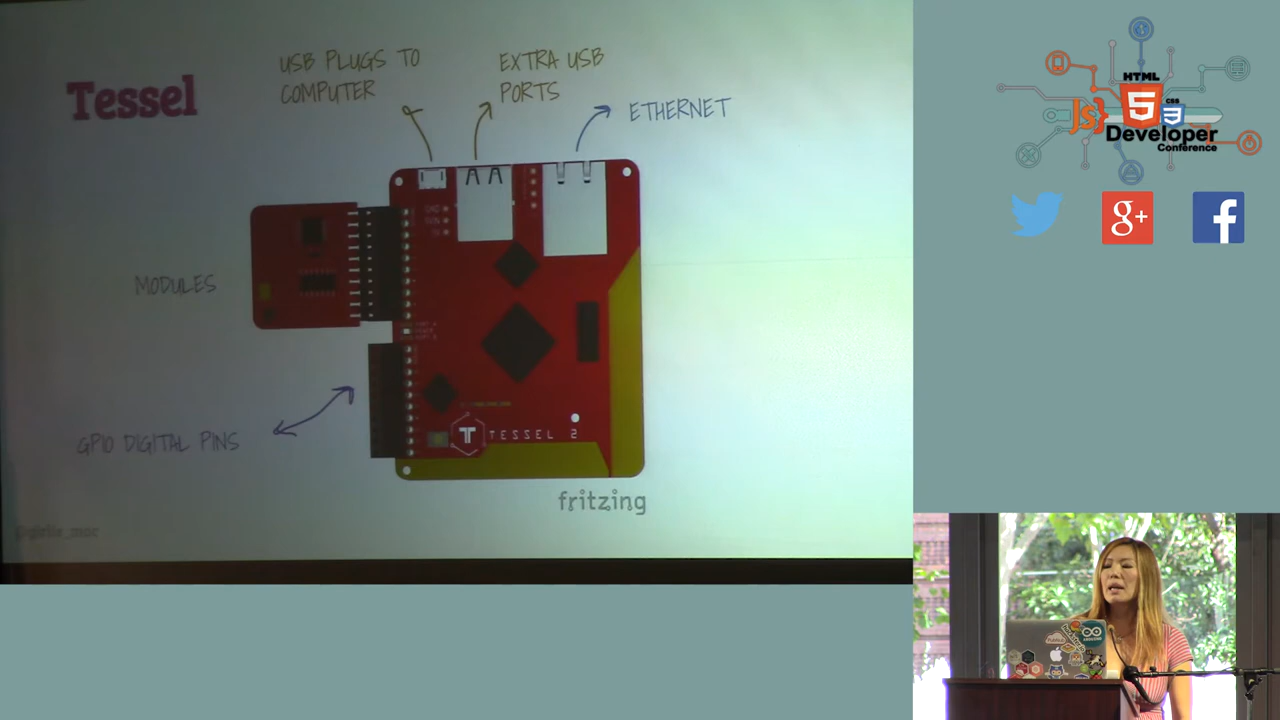 Tessel
USB PLUGS TO
COMPUTER
EXTRA USB
PORTS
ETHERNET
MODULES
GPIO DIGITAL PINS
TESSEL 2
fritzing
@girlie_mac
HTML
5
JS}
CSS
3
Developer
Conference
g+
f